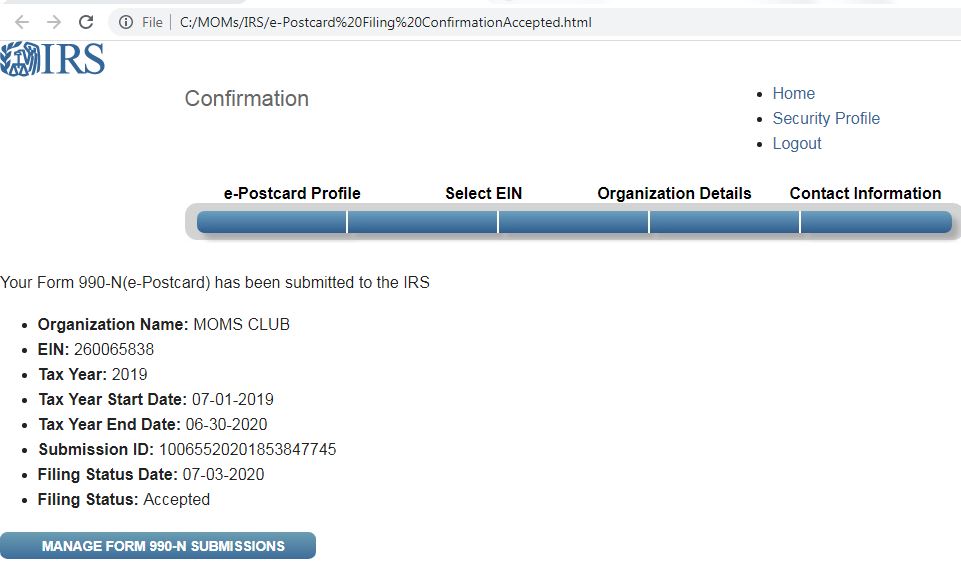 File C:/MOMs/IRS/e-Postcard%20Filing%20ConfirmationAccepted.html
IRS
Confirmation
Home
Security Profile
Logout
e-Postcard Profile Select EIN Organization Details Contact Information
Your Form 990-N(e-Postcard) has been submitted to the IRS
Organization Name: MOMS CLUB
EIN: 260065838
Tax Year: 2019
Tax Year Start Date: 07-01-2019
Tax Year End Date: 06-30-2020
Submission ID: 10065520201853847745
Filing Status Date: 07-03-2020
Filing Status: Accepted
MANAGE FORM 990-N SUBMISSIONS